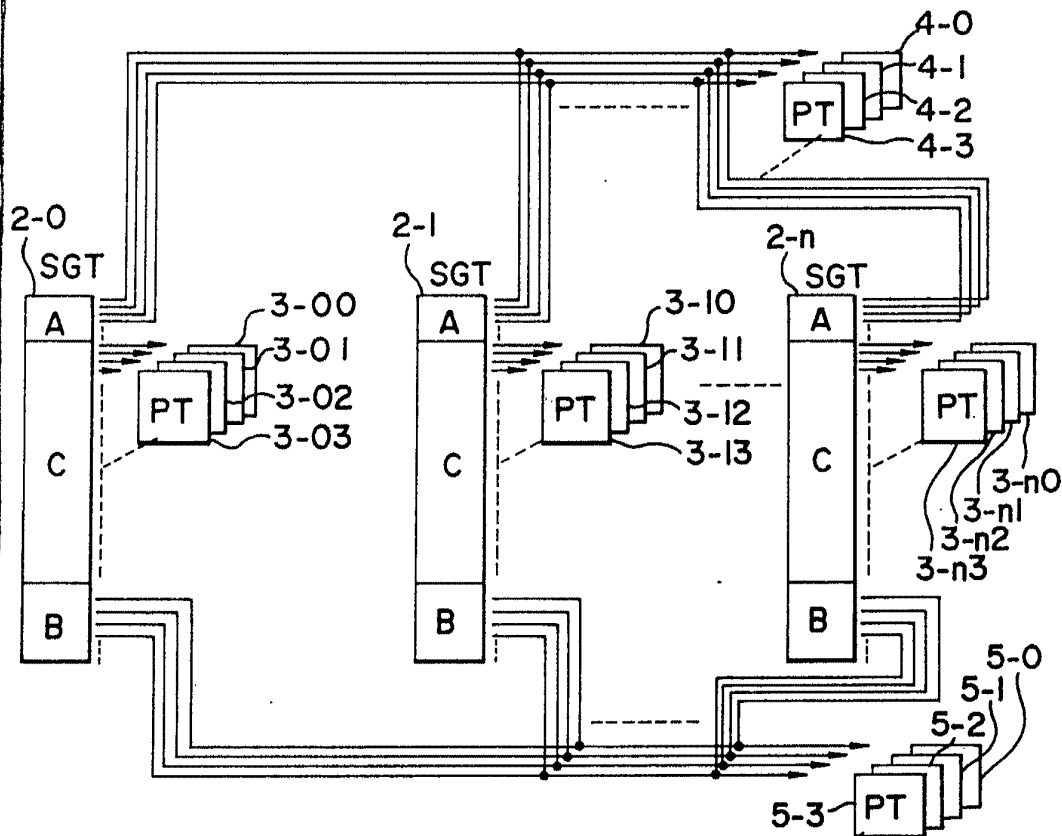 4-0
4-1
PT
4-2
4-3
2-0
SGT
2-1
SGT
2-n
SGT
A
3-00
3-01
PT
3-02
3-03
C
B
A
3-10
3-11
PT
3-12
3-13
C
B
A
PT
3-n0
3-n1
3-n2
3-n3
C
B
5-0
5-1
5-2
5-3
PT